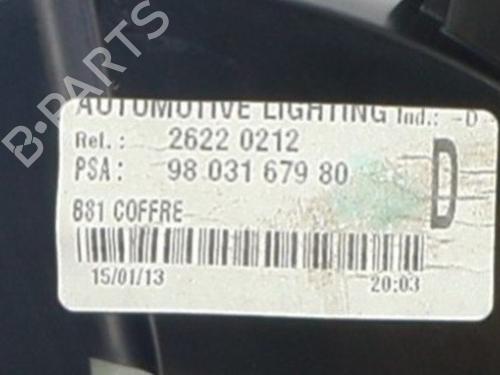 B-PARTS
AUTOMOTIVE LIGHTING Ind.: -D
Rel.: 2622 0212
PSA: 98 031 679 80
D
B81 COFFRE
15/01/13 20:03